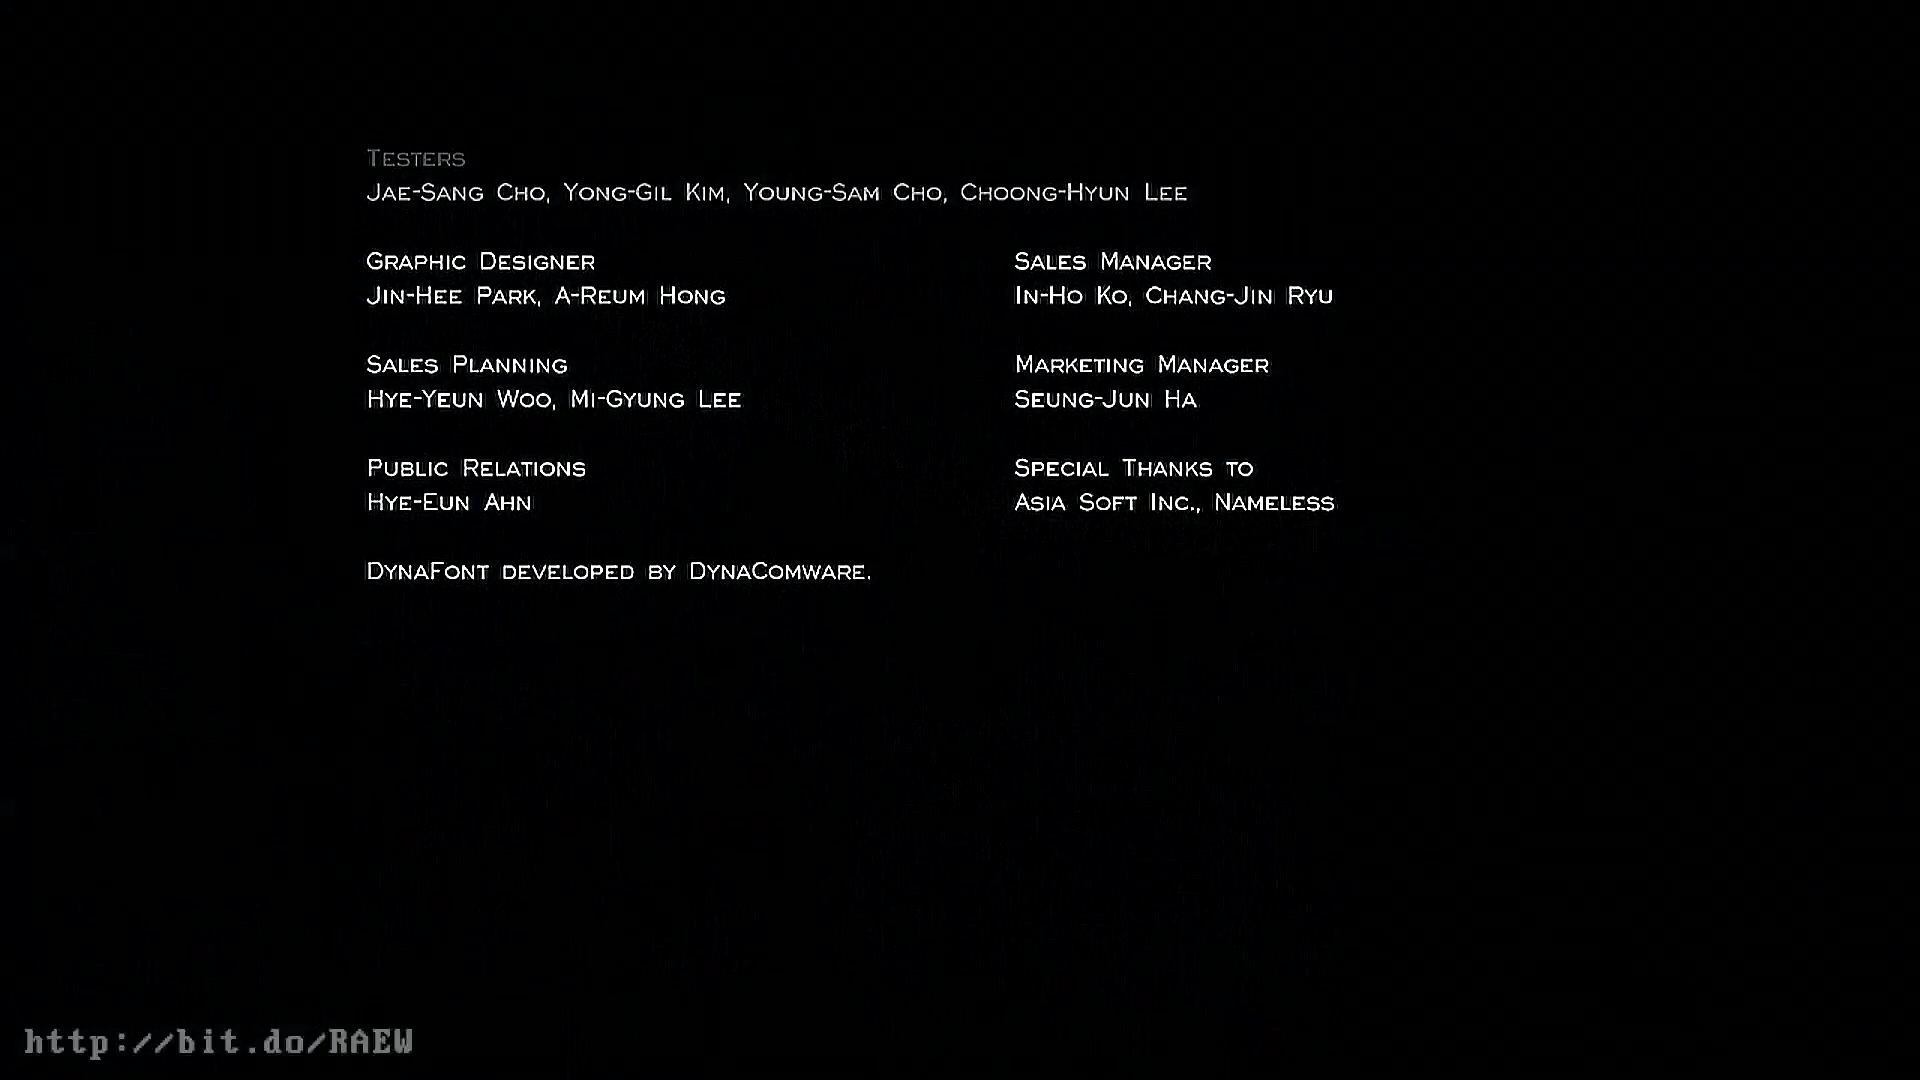 Testers
Jae-Sang Cho, Yong-Gil Kim, Young-Sam Cho, Choong-Hyun Lee
Graphic Designer
Jin-Hee Park, A-Reum Hong
Sales Manager
In-Ho Ko, Chang-Jin Ryu
Sales Planning
Hye-Yeun Woo, Mi-Gyung Lee
Marketing Manager
Seung-Jun Ha
Public Relations
Hye-Eun Ahn
Special Thanks to
Asia Soft Inc., Nameless
DynaFont developed by DynaComware.
http://bit.do/RAEW